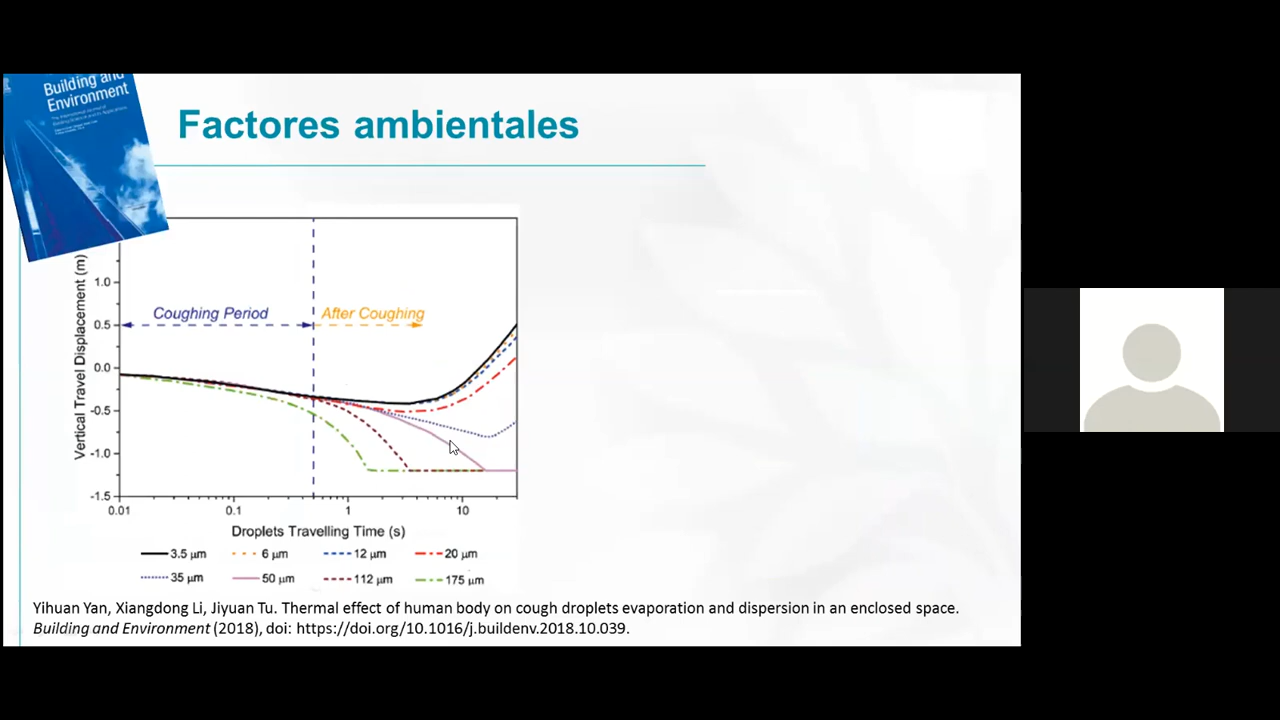 Building and
Environment
Factores ambientales
Vertical Travel Displacement (m)
1.0
0.5
0.0
-0.5
-1.0
-1.5
Coughing Period
After Coughing
0.01
0.1
1
10
Droplets Travelling Time (s)
3.5 μm
6 μm
12 μm
20 μm
35 μm
50 μm
112 μm
175 μm
Yihuan Yan, Xiangdong Li, Jiyuan Tu. Thermal effect of human body on cough droplets evaporation and dispersion in an enclosed space.
Building and Environment (2018), doi: https://doi.org/10.1016/j.buildenv.2018.10.039.